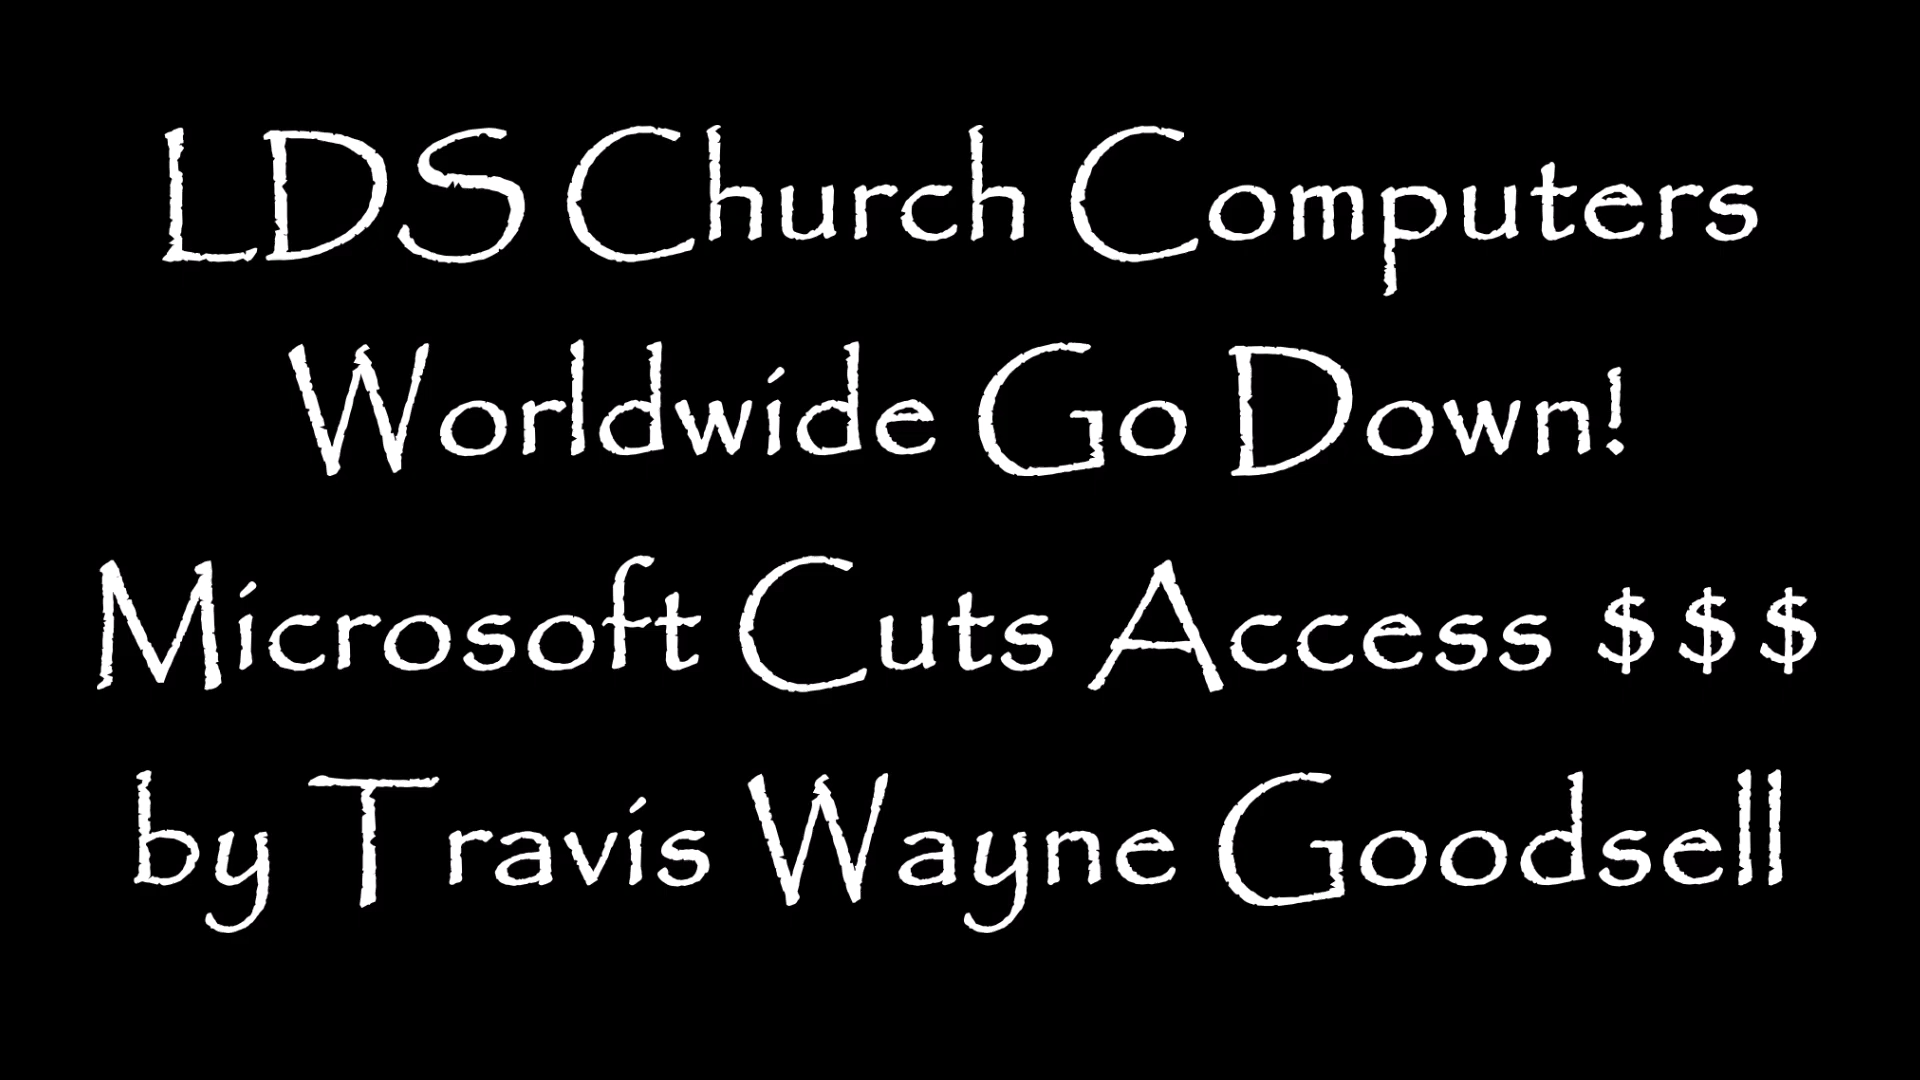 LDS Church Computers
Worldwide Go Down!
Microsoft Cuts Access $$$
by Travis Wayne Goodsell